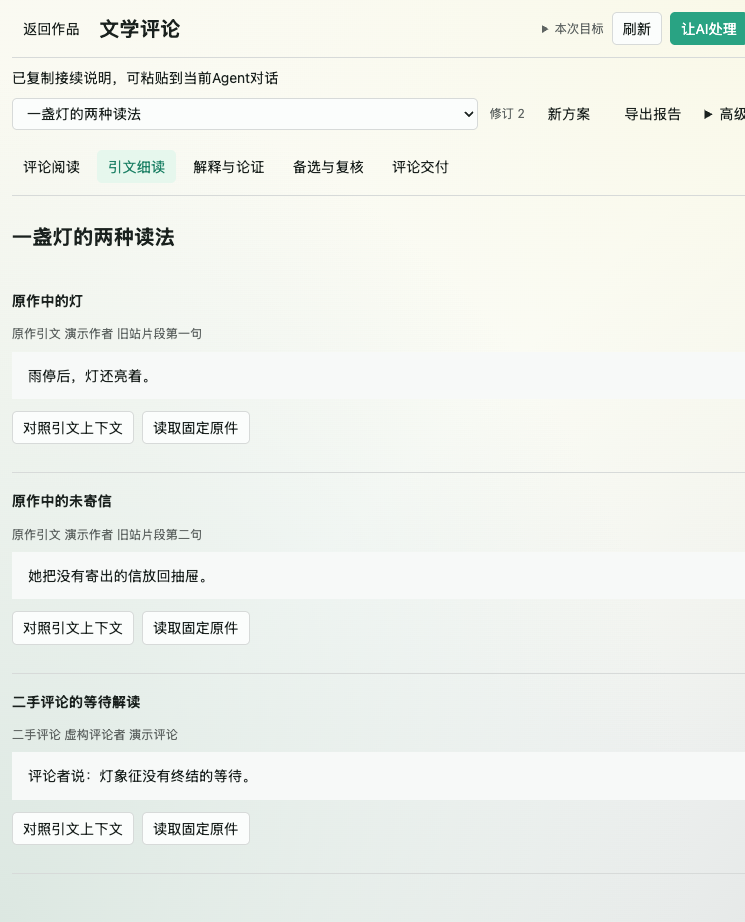 返回作品 文学评论 ▶ 本次目标 刷新 让AI处理
已复制接续说明，可粘贴到当前Agent对话
一盏灯的两种读法 修订 2 新方案 导出报告 ▶ 高级
评论阅读 引文细读 解释与论证 备选与复核 评论交付
一盏灯的两种读法
原作中的灯
原作引文 演示作者 旧站片段第一句
雨停后，灯还亮着。
对照引文上下文 读取固定原件
原作中的未寄信
原作引文 演示作者 旧站片段第二句
她把没有寄出的信放回抽屉。
对照引文上下文 读取固定原件
二手评论的等待解读
二手评论 虚构评论者 演示评论
评论者说：灯象征没有终结的等待。
对照引文上下文 读取固定原件